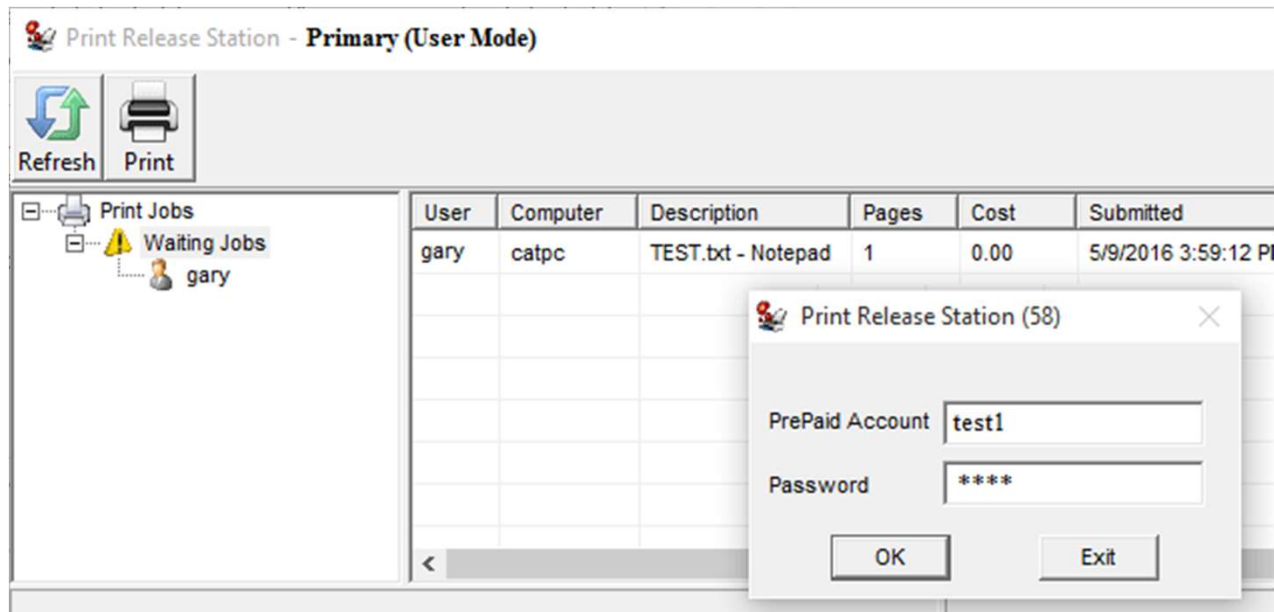 Print Release Station - Primary (User Mode)
Refresh Print
Print Jobs
Waiting Jobs
gary
User Computer Description Pages Cost Submitted
gary catpc TEST.txt - Notepad 1 0.00 5/9/2016 3:59:12
Print Release Station (58)
PrePaid Account test1
Password ****
OK Exit